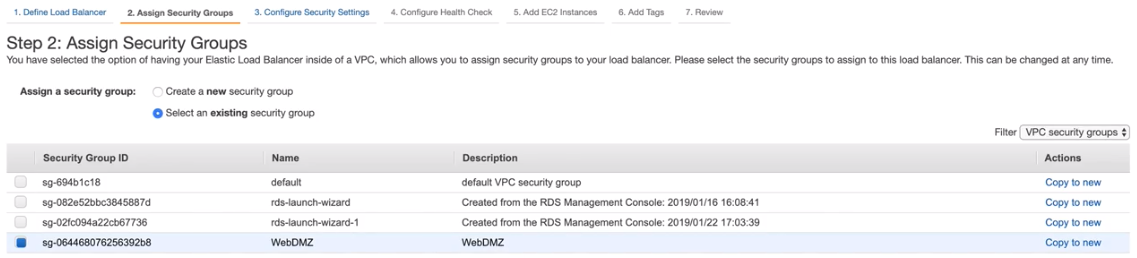 1. Define Load Balancer 2. Assign Security Groups 3. Configure Security Settings 4. Configure Health Check 5. Add EC2 Instances 6. Add Tags 7. Review
Step 2: Assign Security Groups
You have selected the option of having your Elastic Load Balancer inside of a VPC, which allows you to assign security groups to your load balancer. Please select the security groups to assign to this load balancer. This can be changed at any time.
Assign a security group: Create a new security group
Select an existing security group
Filter VPC security groups
Security Group ID Name Description Actions
sg-694b1c18 default default VPC security group Copy to new
sg-082e52bbc3845887d rds-launch-wizard Created from the RDS Management Console: 2019/01/16 16:08:41 Copy to new
sg-02fc094a22cb67736 rds-launch-wizard-1 Created from the RDS Management Console: 2019/01/22 17:03:39 Copy to new
sg-064468076256392b8 WebDMZ WebDMZ Copy to new